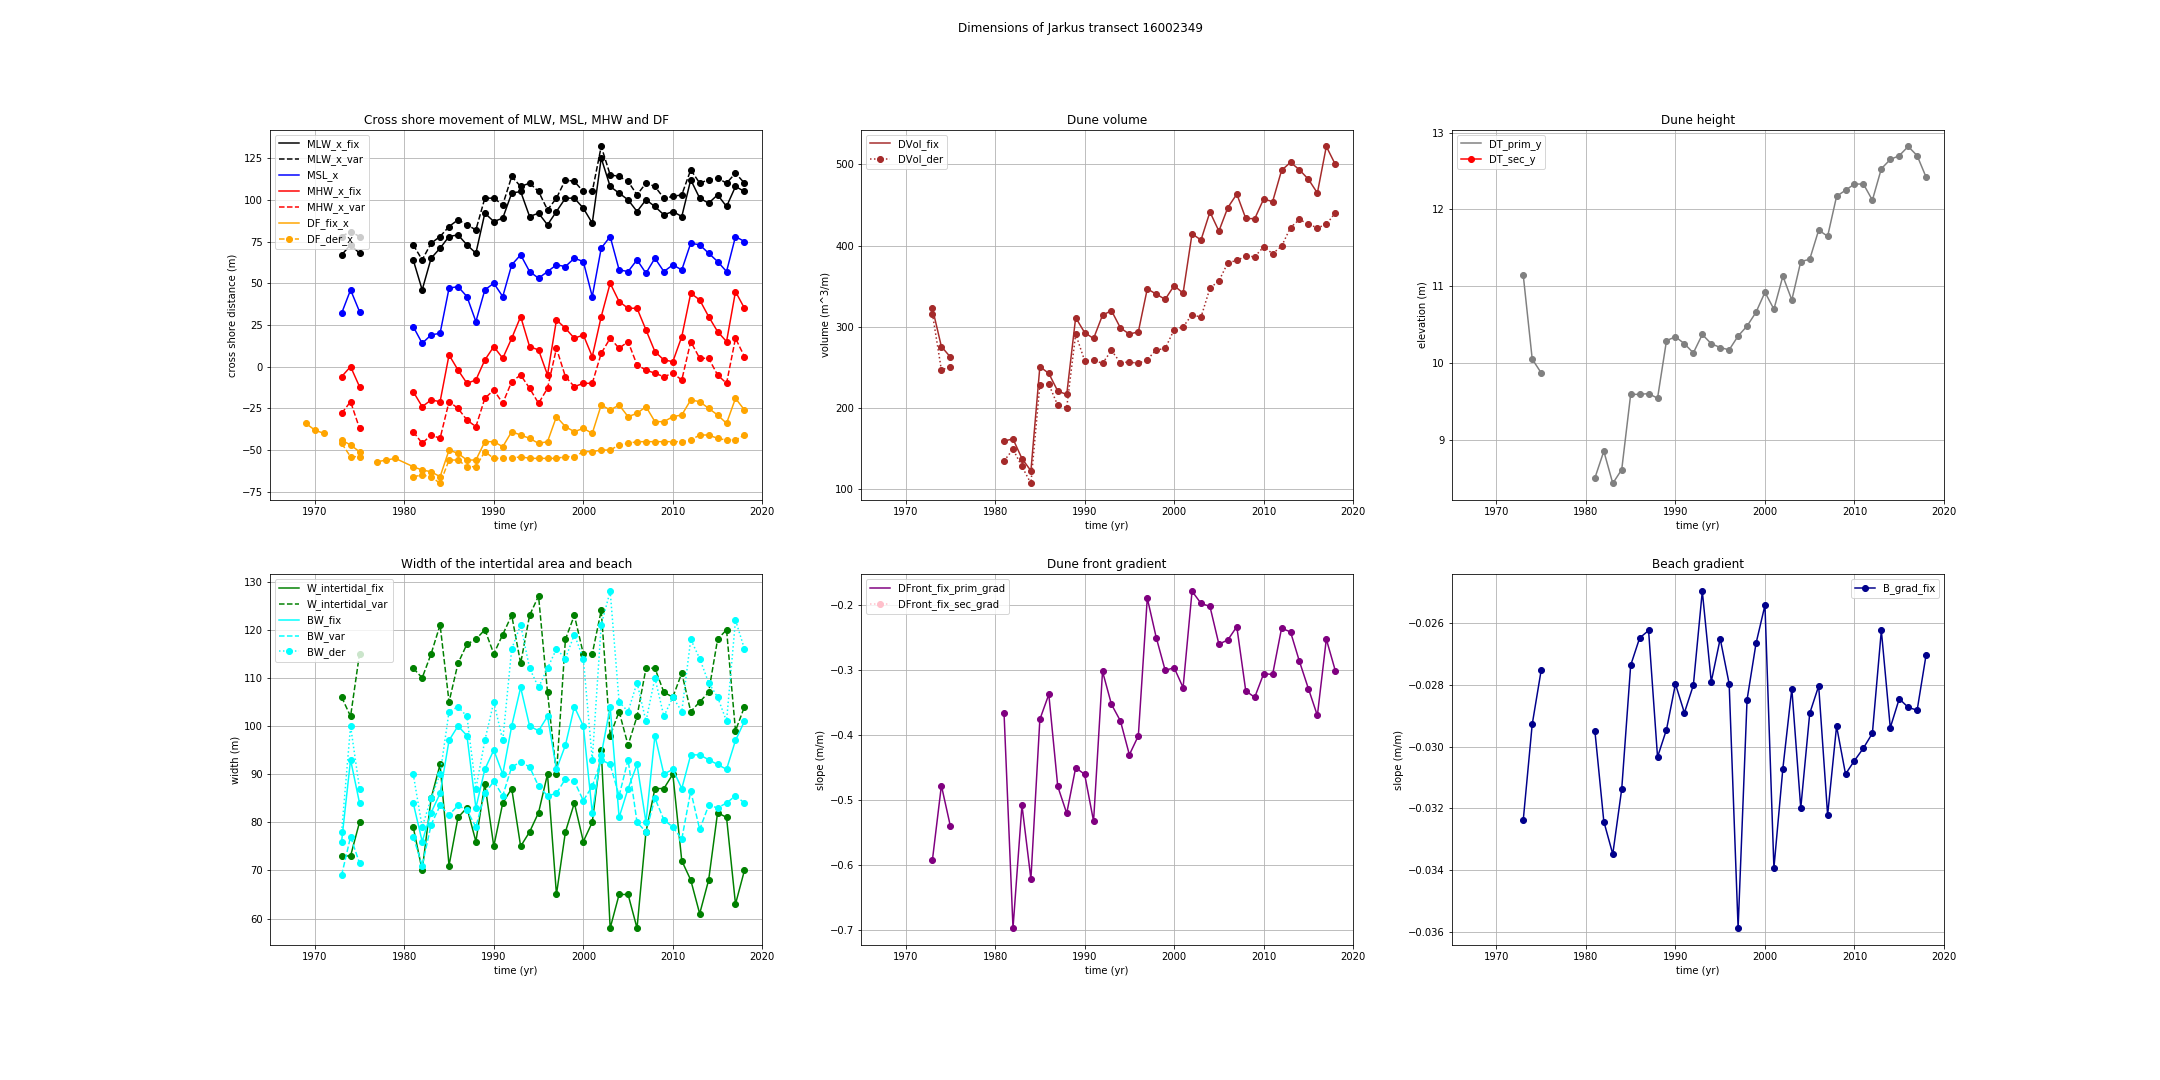 Dimensions of Jarkus transect 16002349
Cross shore movement of MLW, MSL, MHW and DF
MLW_x_fix
MLW_x_var
MSL_x
MHW_x_fix
MHW_x_var
DF_fix_x
DF_der_x
cross shore distance (m)
125
100
75
50
25
0
−25
−50
−75
1970 1980 1990 2000 2010 2020
time (yr)
Dune volume
DVol_fix
DVol_der
volume (m^3/m)
500
400
300
200
100
1970 1980 1990 2000 2010 2020
time (yr)
Dune height
DT_prim_y
DT_sec_y
elevation (m)
13
12
11
10
9
1970 1980 1990 2000 2010 2020
time (yr)
Width of the intertidal area and beach
W_intertidal_fix
W_intertidal_var
BW_fix
BW_var
BW_der
width (m)
130
120
110
100
90
80
70
60
1970 1980 1990 2000 2010 2020
time (yr)
Dune front gradient
DFront_fix_prim_grad
DFront_fix_sec_grad
slope (m/m)
−0.2
−0.3
−0.4
−0.5
−0.6
−0.7
1970 1980 1990 2000 2010 2020
time (yr)
Beach gradient
B_grad_fix
slope (m/m)
−0.026
−0.028
−0.030
−0.032
−0.034
−0.036
1970 1980 1990 2000 2010 2020
time (yr)